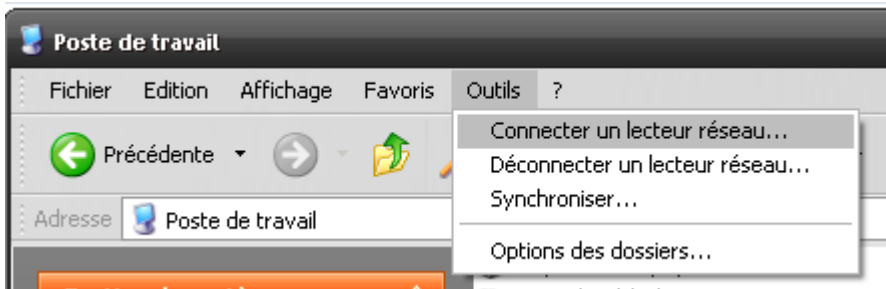 Poste de travail
Fichier Edition Affichage Favoris Outils ?
Connecter un lecteur réseau...
Précédente
Déconnecter un lecteur réseau...
Synchroniser...
Adresse Poste de travail
Options des dossiers...